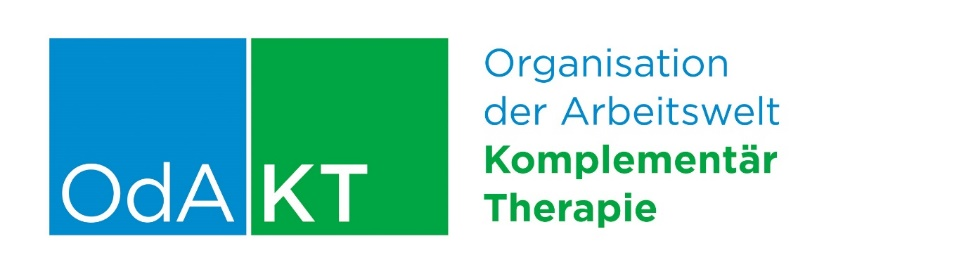 OdA KT
Organisation
der Arbeitswelt
Komplementär
Therapie